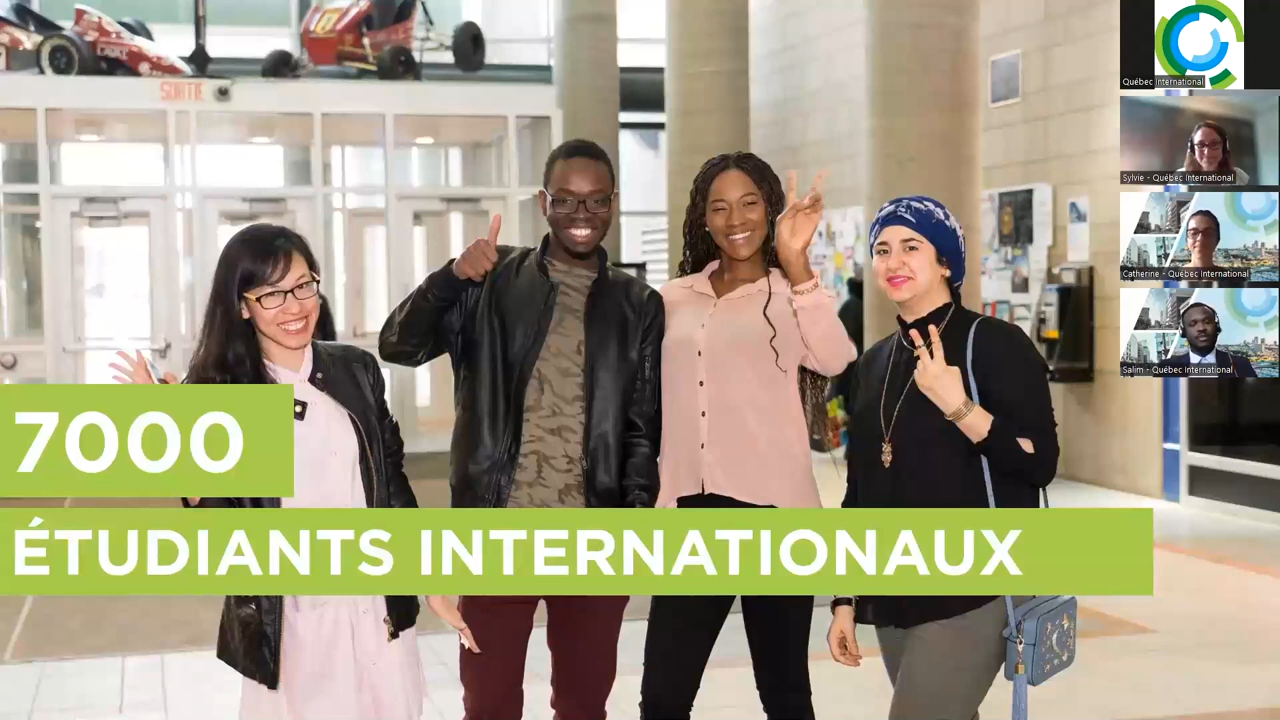 SORTIE
7000
ÉTUDIANTS INTERNATIONAUX
Québec International
Sylvie - Québec International
Catherine - Québec International
Salim - Québec International